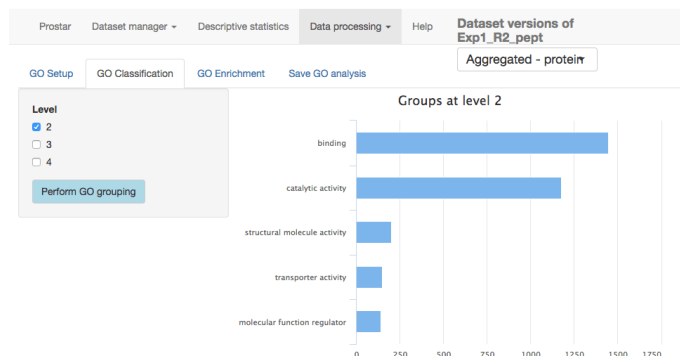 Prostar Dataset manager Descriptive statistics Data processing Help Dataset versions of
Exp1_R2_pept
Aggregated - protein
GO Setup GO Classification GO Enrichment Save GO analysis
Level
2
3
4
Perform GO grouping
Groups at level 2
binding
catalytic activity
structural molecule activity
transporter activity
molecular function regulator
0 250 500 750 1000 1250 1500 1750